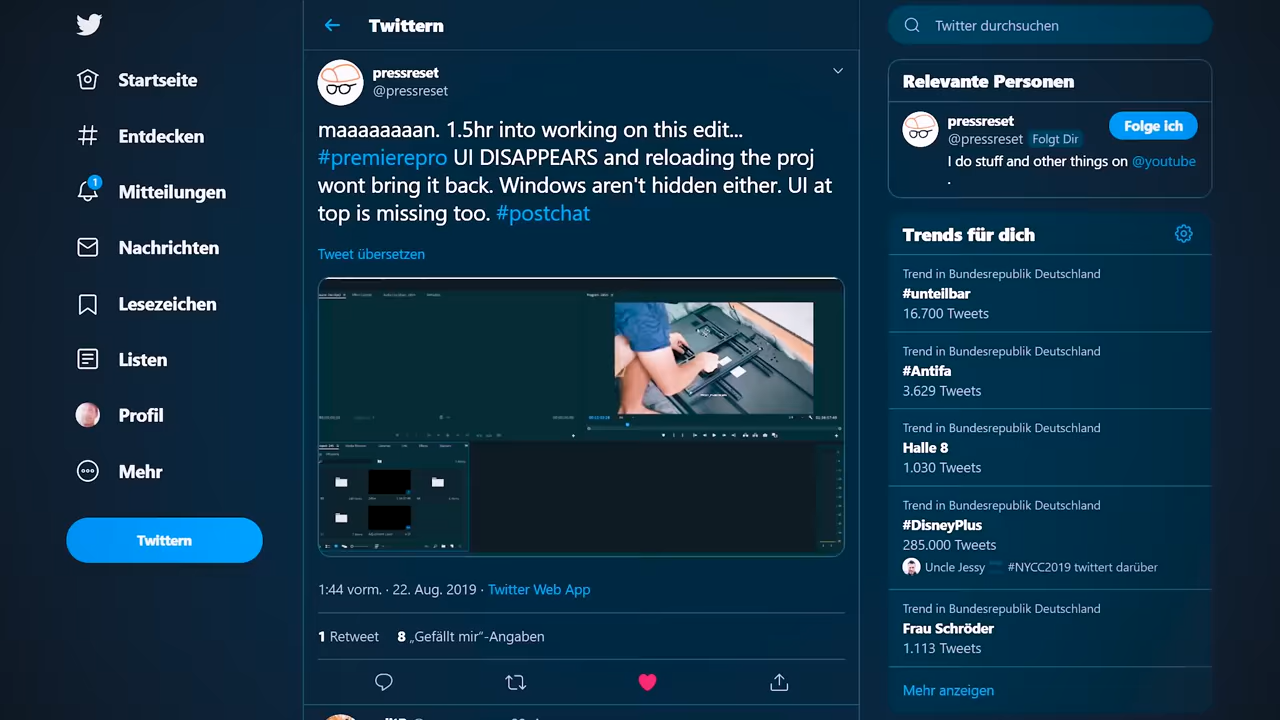 Startseite
Entdecken
1
Mitteilungen
Nachrichten
Lesezeichen
Listen
Profil
Mehr
Twittern
Twittern
pressreset
@pressreset
maaaaaaaan. 1.5hr into working on this edit...
#premierepro UI DISAPPEARS and reloading the proj
wont bring it back. Windows aren't hidden either. UI at
top is missing too. #postchat
Tweet übersetzen
1:44 vorm. · 22. Aug. 2019 · Twitter Web App
1 Retweet 8 „Gefällt mir“-Angaben
Twitter durchsuchen
Relevante Personen
pressreset
@pressreset Folgt Dir
Folge ich
I do stuff and other things on @youtube
.
Trends für dich
Trend in Bundesrepublik Deutschland
#unteilbar
16.700 Tweets
Trend in Bundesrepublik Deutschland
#Antifa
3.629 Tweets
Trend in Bundesrepublik Deutschland
Halle 8
1.030 Tweets
Trend in Bundesrepublik Deutschland
#DisneyPlus
285.000 Tweets
Uncle Jessy #NYCC2019 twittert darüber
Trend in Bundesrepublik Deutschland
Frau Schröder
1.113 Tweets
Mehr anzeigen